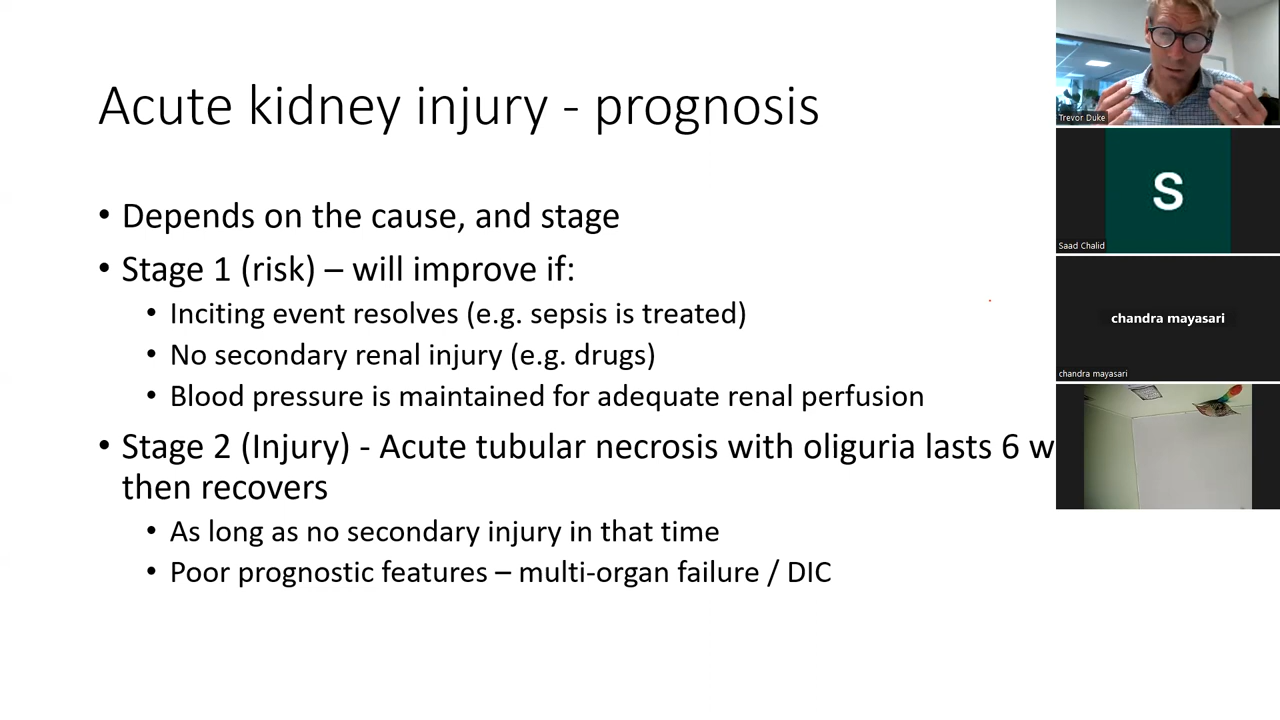 Acute kidney injury - prognosis
• Depends on the cause, and stage
• Stage 1 (risk) – will improve if:
• Inciting event resolves (e.g. sepsis is treated)
• No secondary renal injury (e.g. drugs)
• Blood pressure is maintained for adequate renal perfusion
• Stage 2 (Injury) - Acute tubular necrosis with oliguria lasts 6 w
then recovers
• As long as no secondary injury in that time
• Poor prognostic features – multi-organ failure / DIC
Trevor Duke
S
Saad Chalid
chandra mayasari
chandra mayasari